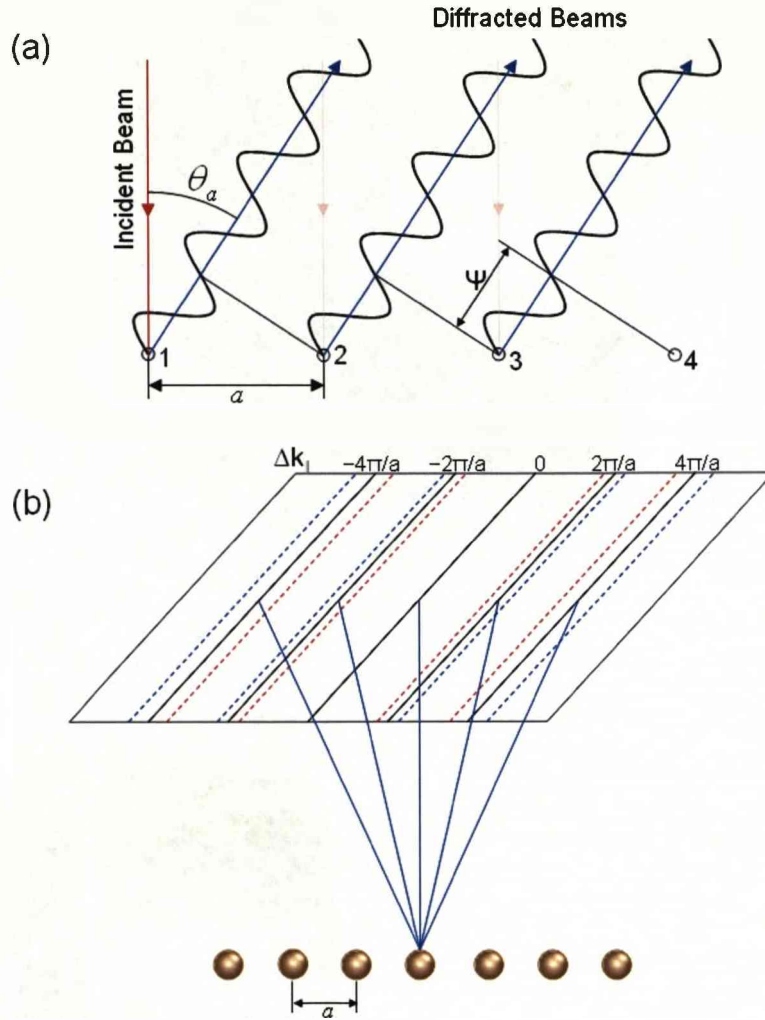 Diffracted Beams
(a)
Incident Beam
θa
Ψ
1 2 3 4
a
Δk −4π/a −2π/a 0 2π/a 4π/a
(b)
a